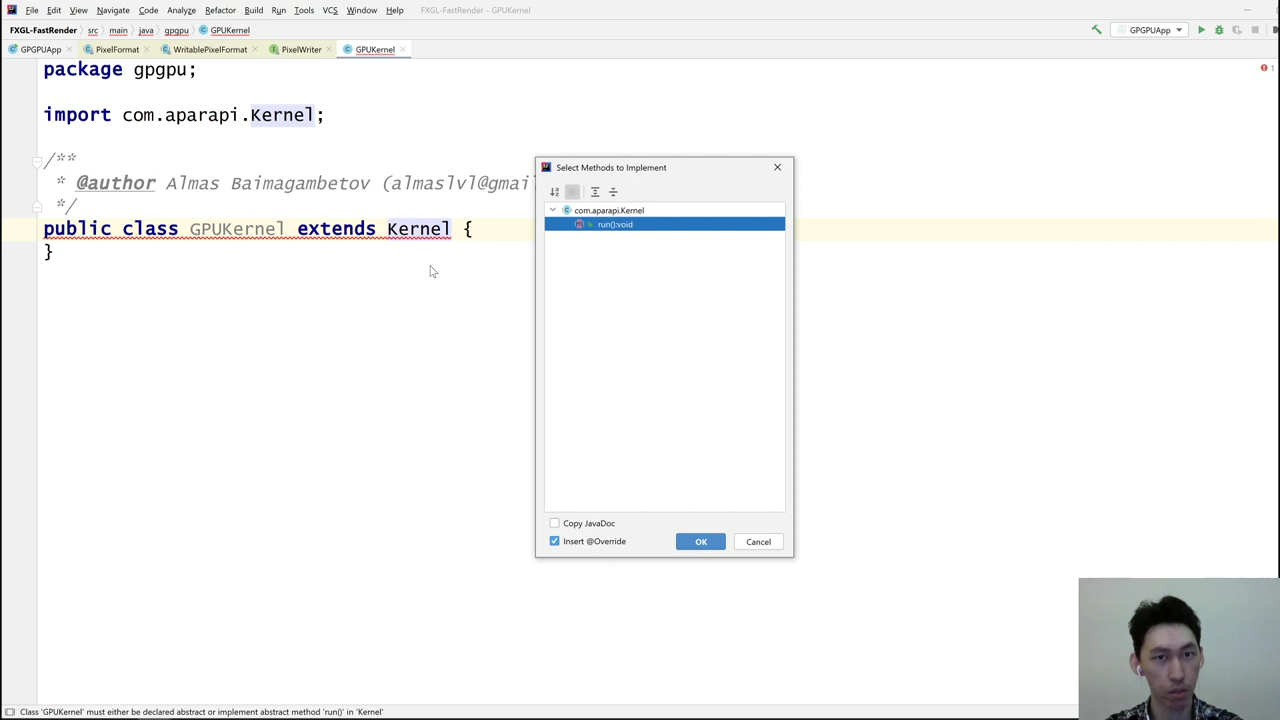 File Edit View Navigate Code Analyze Refactor Build Run Tools VCS Window Help FXGL-FastRender - GPUKernel
FXGL-FastRender src main java gpgpu GPUKernel GPGPUApp
GPGPUApp PixelFormat WritablePixelFormat PixelWriter GPUKernel
package gpgpu;
1
import com.aparapi.Kernel;
/**
* @author Almas Baimagambetov (almaslvl@gmai
*/
public class GPUKernel extends Kernel {
}
Select Methods to Implement
com.aparapi.Kernel
run():void
Copy JavaDoc
Insert @Override
OK Cancel
Class 'GPUKernel' must either be declared abstract or implement abstract method 'run()' in 'Kernel'